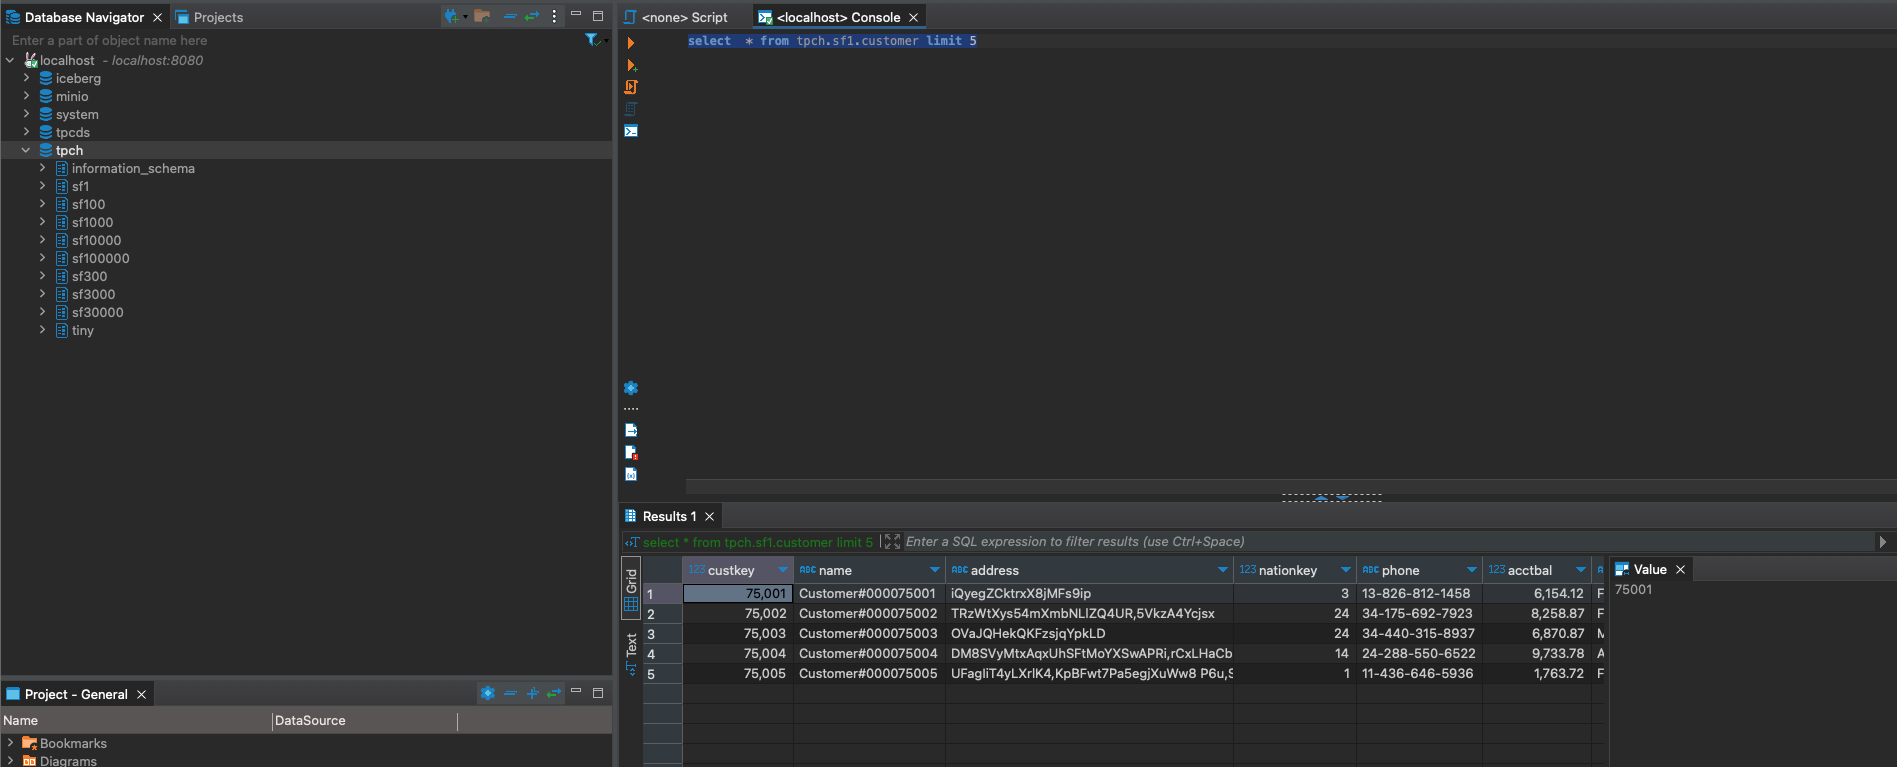 Database Navigator
Projects
Enter a part of object name here
localhost - localhost:8080
iceberg
minio
system
tpcds
tpch
information_schema
sf1
sf100
sf1000
sf10000
sf100000
sf300
sf3000
sf30000
tiny
Project - General
Name DataSource
Bookmarks
Diagrams
<none> Script
<localhost> Console
select * from tpch.sf1.customer limit 5
Results 1
select * from tpch.sf1.customer limit 5 Enter a SQL expression to filter results (use Ctrl+Space)
Grid
Text
123 custkey ABC name ABC address 123 nationkey ABC phone 123 acctbal
1 75,001 Customer#000075001 iQyegZCktrxX8jMFs9ip 3 13-826-812-1458 6,154.12 F
2 75,002 Customer#000075002 TRzWtXys54mXmbNLlZQ4UR,5VkzA4Ycjsx 24 34-175-692-7923 8,258.87 F
3 75,003 Customer#000075003 OVaJQHekQKFzsjqYpkLD 24 34-440-315-8937 6,870.87 M
4 75,004 Customer#000075004 DM8SVyMtxAqxUhSFtMoYXSwAPRi,rCxLHaCb 14 24-288-550-6522 9,733.78 A
5 75,005 Customer#000075005 UFagIiT4yLXrlK4,KpBFwt7Pa5egjXuWw8 P6u,S 1 11-436-646-5936 1,763.72 F
Value
75001